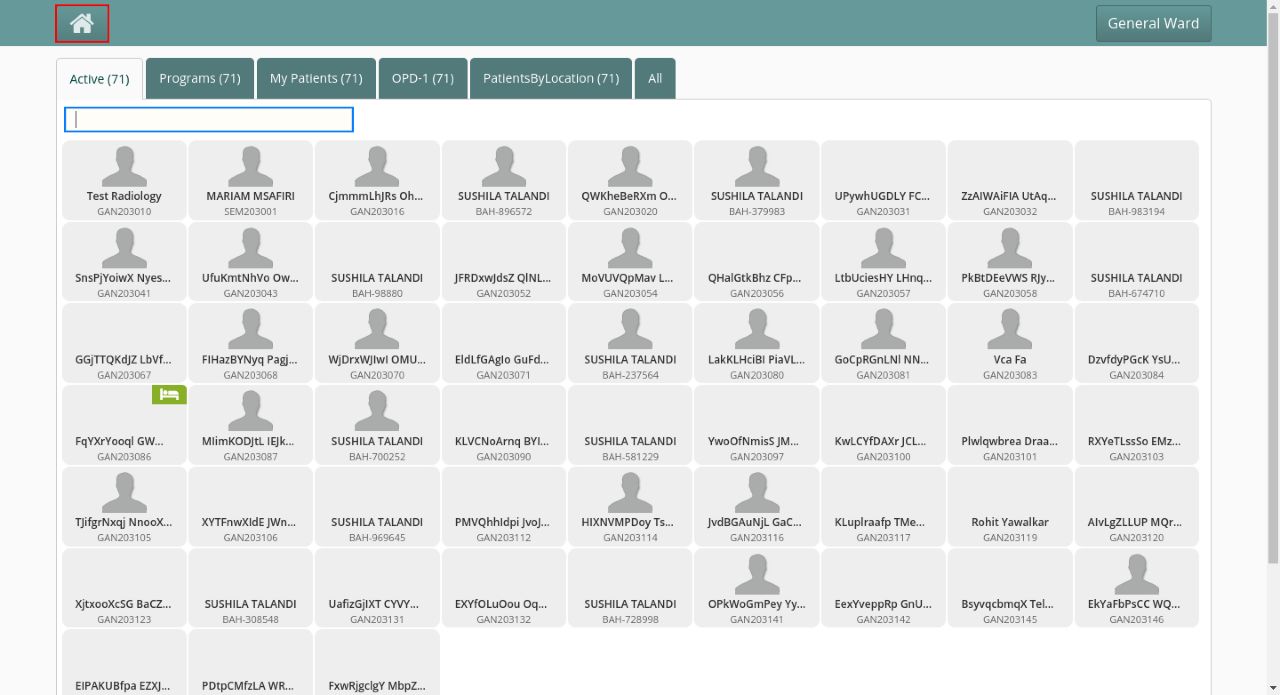 General Ward
Active (71) Programs (71) My Patients (71) OPD-1 (71) PatientsByLocation (71) All
Test Radiology MARIAM MSAFIRI CjmmmLhJRs Oh... SUSHILA TALANDI QWKheBeRXm O... SUSHILA TALANDI UPywhUGDLY FC... ZzAIWAiFIA UtAq... SUSHILA TALANDI
GAN203010 SEM203001 GAN203016 BAH-896572 GAN203020 BAH-379983 GAN203031 GAN203032 BAH-983194
SnsPjYoiwX Nyes... UfuKmtNhVo Ow... SUSHILA TALANDI JFRDxwJdsZ QlNL... MoVUVQpMav L... QHalGtkBhz CFp... LtbUciesHY LHnq... PkBtDEeVWS RJy... SUSHILA TALANDI
GAN203041 GAN203043 BAH-98880 GAN203052 GAN203054 GAN203056 GAN203057 GAN203058 BAH-674710
GGjTTQKdJZ LbVf... FIHazBYNyq Pagj... WjDrxWJIwI OMU... EldLfGAgIo GuFd... SUSHILA TALANDI LakKLHciBI PiaVL... GoCpRGnLNl NN... Vca Fa DzvfdyPGcK YsU...
GAN203067 GAN203068 GAN203070 GAN203071 BAH-237564 GAN203080 GAN203081 GAN203083 GAN203084
FqYXrYooql GW... MIimKODJtL IEJk... SUSHILA TALANDI KLVCNoArnq BYI... SUSHILA TALANDI YwoOfNmisS JM... KwLCYfDAXr JCL... Plwlqwbrea Draa... RXYeTLssSo EMz...
GAN203086 GAN203087 BAH-700252 GAN203090 BAH-581229 GAN203097 GAN203100 GAN203101 GAN203103
TJifgrNxqj NnooX... XYTFnwXIdE JWn... SUSHILA TALANDI PMVQhhIdpi JvoJ... HIXNVMPDoy Ts... JvdBGAuNjL GaC... KLuplraafp TMe... Rohit Yawalkar AIvLgZLLUP MQr...
GAN203105 GAN203106 BAH-969645 GAN203112 GAN203114 GAN203116 GAN203117 GAN203119 GAN203120
XjtxooXcSG BaCZ... SUSHILA TALANDI UafizGjIXT CYVY... EXYfOLuOou Oq... SUSHILA TALANDI OPkWoGmPey Yy... EexYveppRp GnU... BsyvqcbmqX Tel... EkYaFbPsCC WQ...
GAN203123 BAH-308548 GAN203131 GAN203132 BAH-728998 GAN203141 GAN203142 GAN203145 GAN203146
EIPAKUBfpa EZXJ... PDtpCMfzLA WR... FxwRjgclgY MbpZ...